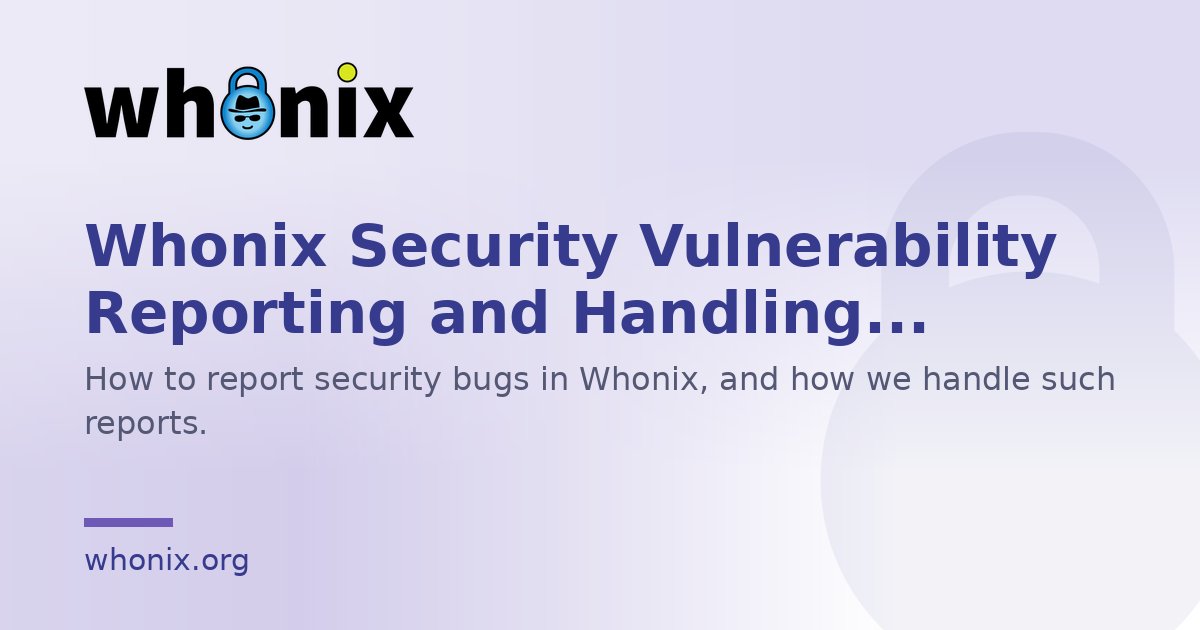 whonix
Whonix Security Vulnerability
Reporting and Handling...
How to report security bugs in Whonix, and how we handle such
reports.
whonix.org